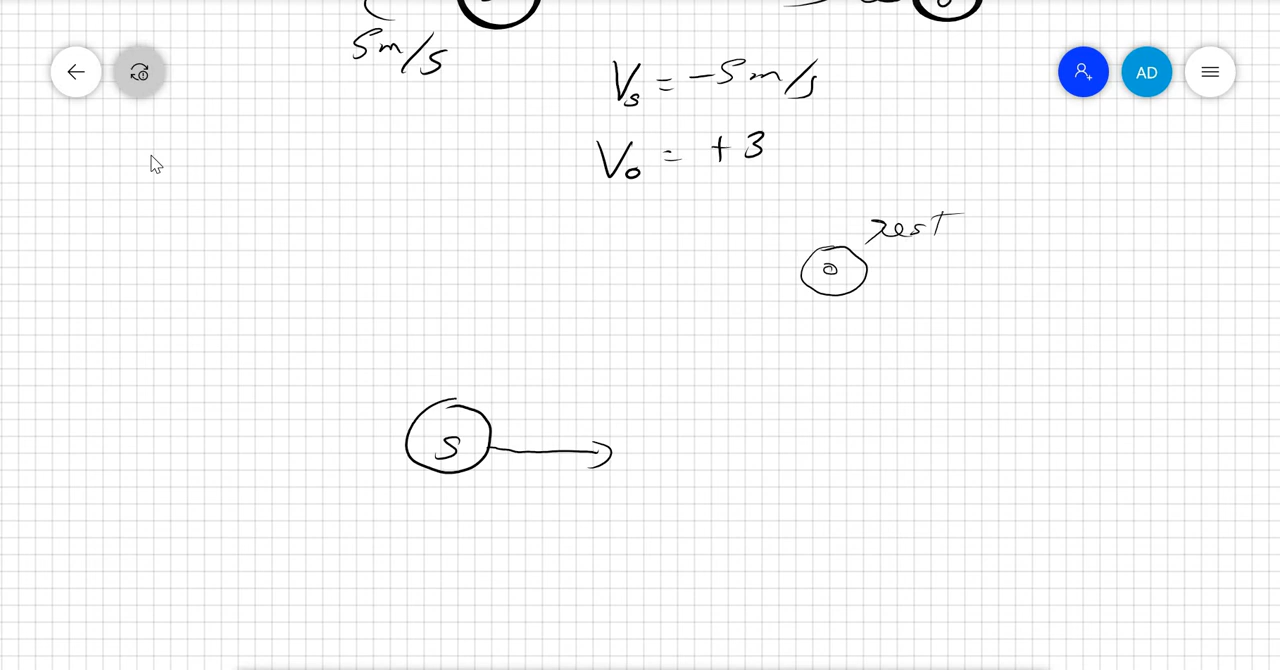 5m/s
Vs = -5m/s
AD
Vo = +3
rest
o
S